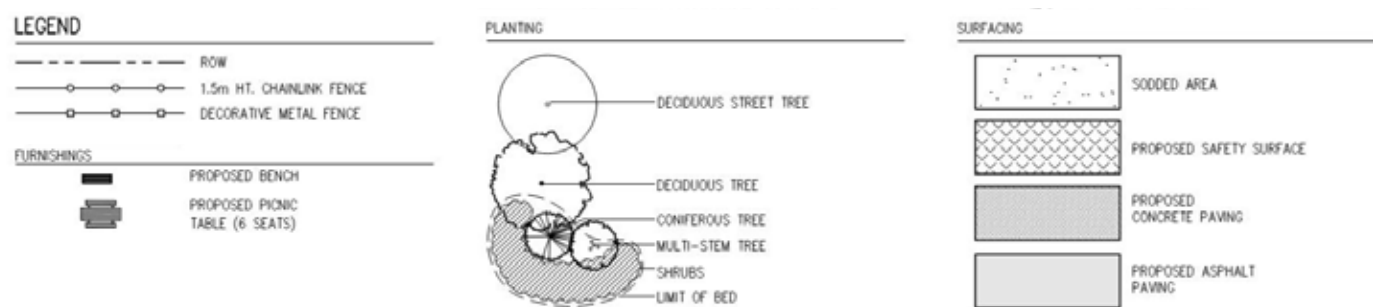 LEGEND
ROW
1.5m HT. CHAINLINK FENCE
DECORATIVE METAL FENCE
FURNISHINGS
PROPOSED BENCH
PROPOSED PICNIC
TABLE (6 SEATS)
PLANTING
DECIDUOUS STREET TREE
DECIDUOUS TREE
CONIFEROUS TREE
MULTI-STEM TREE
SHRUBS
LIMIT OF BED
SURFACING
SODDED AREA
PROPOSED SAFETY SURFACE
PROPOSED
CONCRETE PAVING
PROPOSED ASPHALT
PAVING